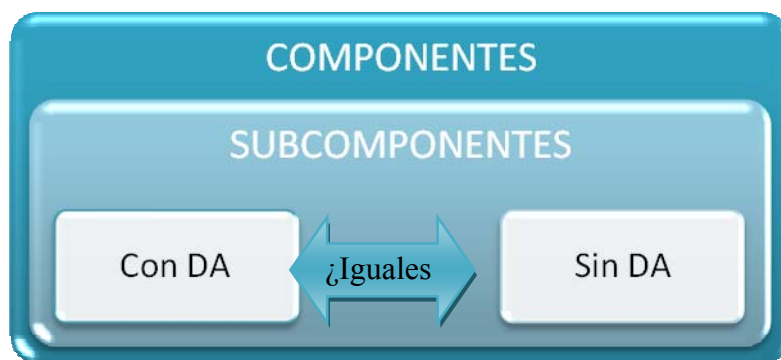 COMPONENTES
SUBCOMPONENTES
Con DA
¿Iguales
Sin DA